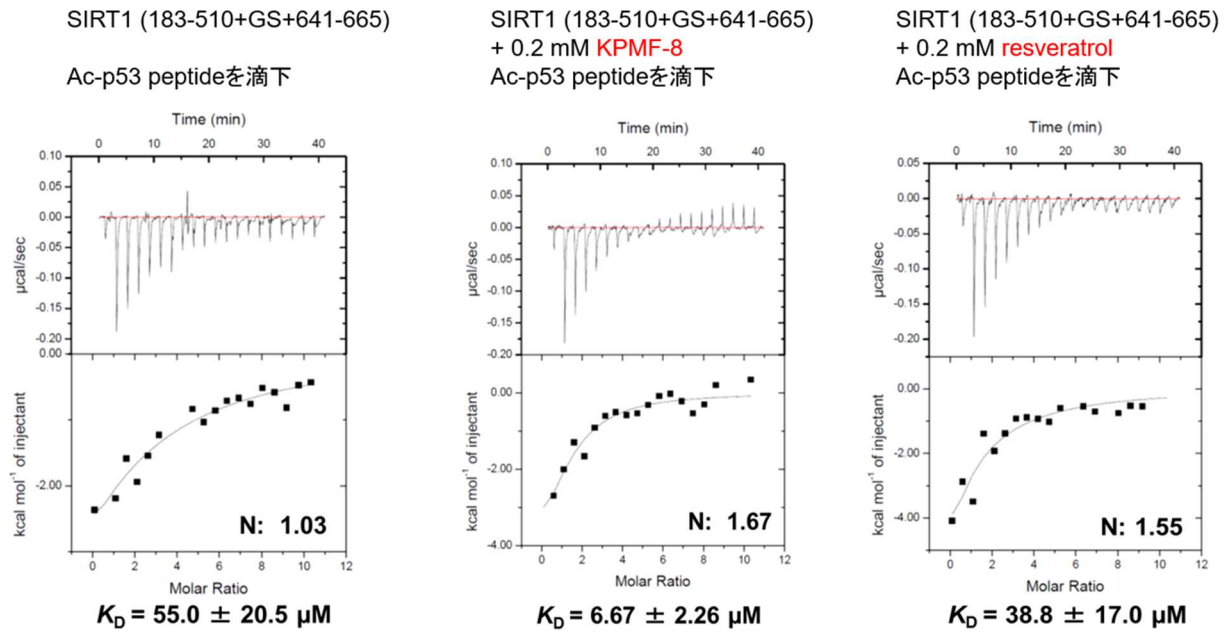 SIRT1 (183-510+GS+641-665)
Ac-p53 peptideを滴下
Time (min)
0 10 20 30 40
0.10
0.05
0.00
-0.05
-0.10
-0.15
-0.20
µcal/sec
0.00
-2.00
kcal mol⁻¹ of injectant
N: 1.03
0 2 4 6 8 10 12
Molar Ratio
K_D = 55.0 ± 20.5 µM
SIRT1 (183-510+GS+641-665)
+ 0.2 mM KPMF-8
Ac-p53 peptideを滴下
Time (min)
0 10 20 30 40
0.10
0.05
0.00
-0.05
-0.10
-0.15
-0.20
µcal/sec
0.00
-2.00
-4.00
kcal mol⁻¹ of injectant
N: 1.67
0 2 4 6 8 10 12
Molar Ratio
K_D = 6.67 ± 2.26 µM
SIRT1 (183-510+GS+641-665)
+ 0.2 mM resveratrol
Ac-p53 peptideを滴下
Time (min)
0 10 20 30 40
0.05
0.00
-0.05
-0.10
-0.15
-0.20
µcal/sec
0.00
-2.00
-4.00
kcal mol⁻¹ of injectant
N: 1.55
0 2 4 6 8 10 12
Molar Ratio
K_D = 38.8 ± 17.0 µM